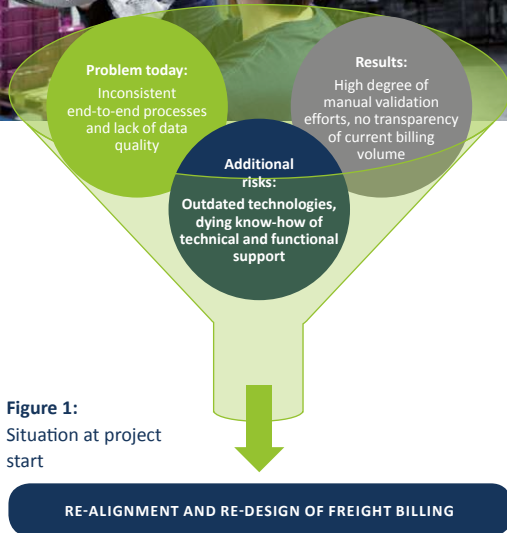 Problem today:
Inconsistent
end-to-end processes
and lack of data
quality
Results:
High degree of
manual validation
efforts, no transparency
of current billing
volume
Additional
risks:
Outdated technologies,
dying know-how of
technical and functional
support
Figure 1:
Situation at project
start
RE-ALIGNMENT AND RE-DESIGN OF FREIGHT BILLING